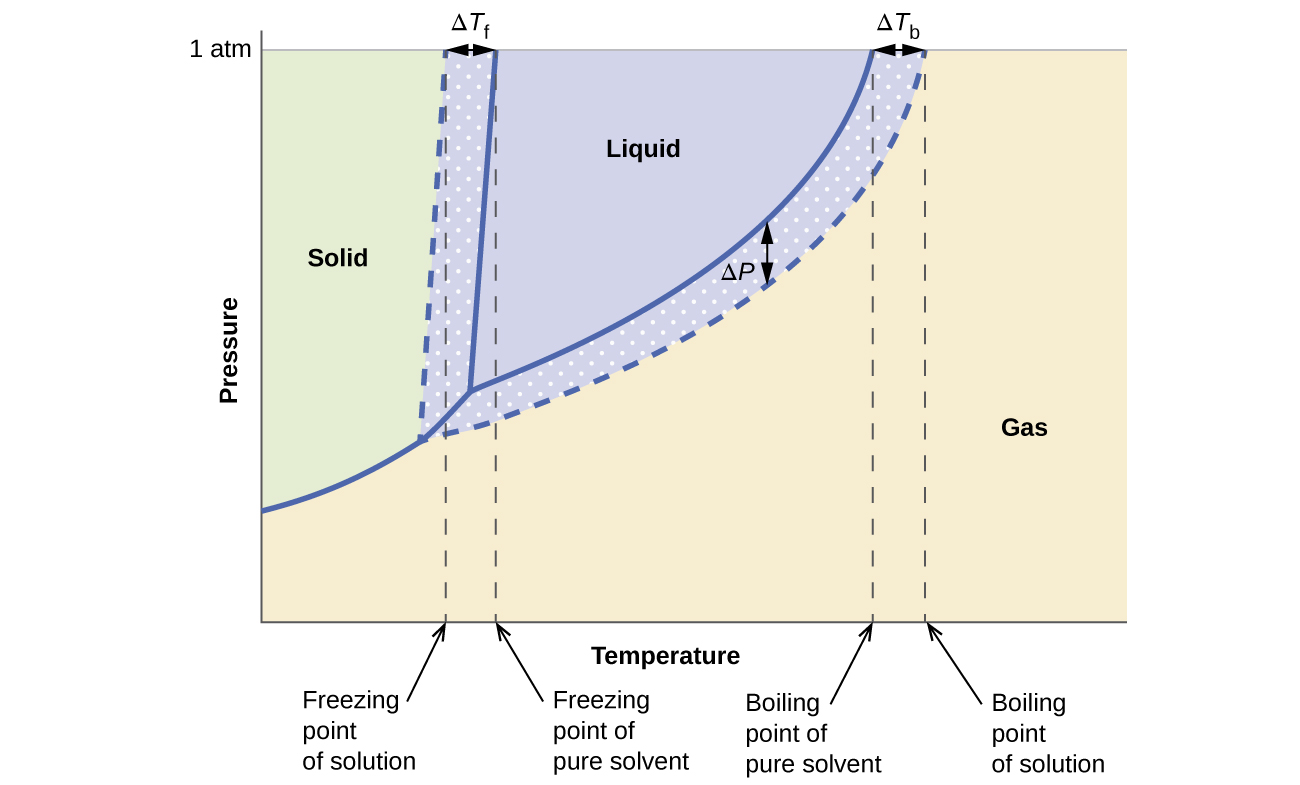 ΔTf
ΔTb
1 atm
Liquid
Solid
ΔP
Pressure
Gas
Temperature
Freezing
point
of solution
Freezing
point of
pure solvent
Boiling
point of
pure solvent
Boiling
point
of solution